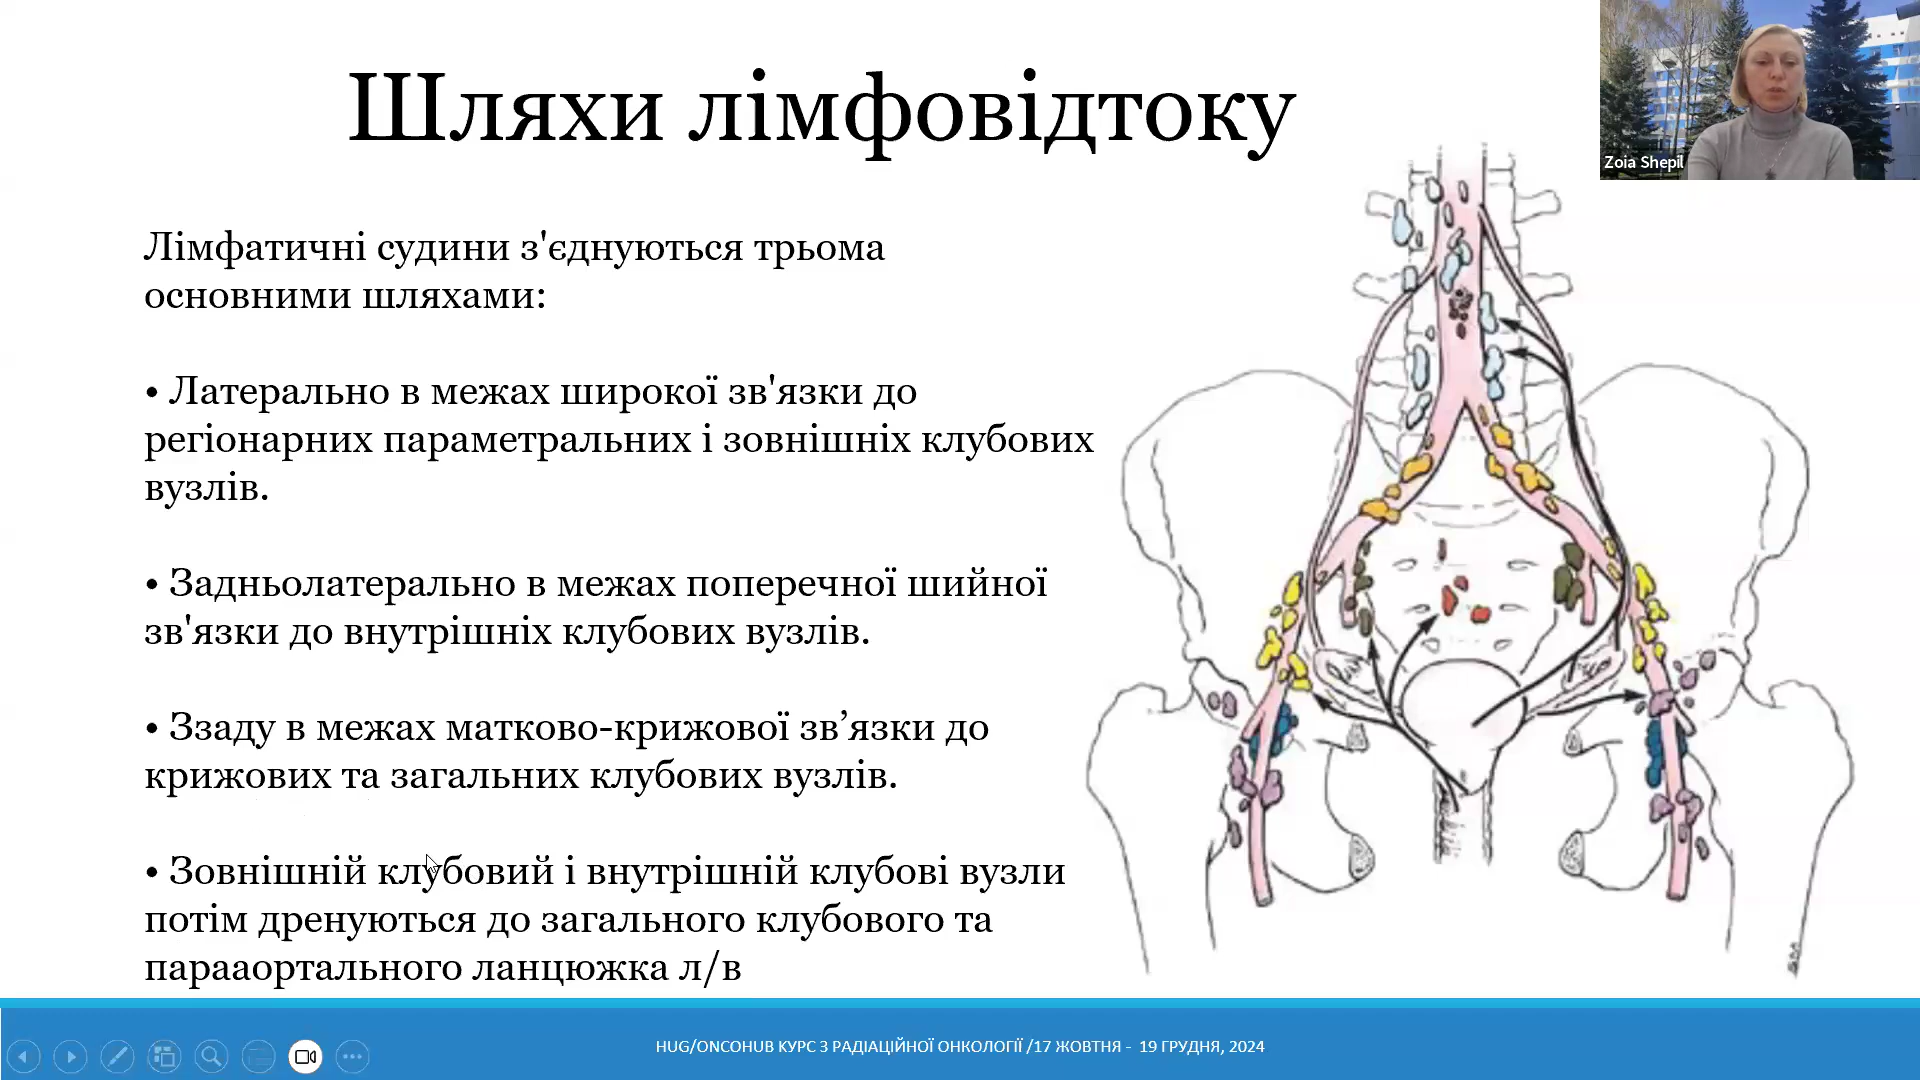 Шляхи лімфовідтоку
Zoia Shepil
Лімфатичні судини з'єднуються трьома
основними шляхами:
• Латерально в межах широкої зв'язки до
регіонарних параметральних і зовнішніх клубових
вузлів.
• Задньолатерально в межах поперечної шийної
зв'язки до внутрішніх клубових вузлів.
• Ззаду в межах матково-крижової зв’язки до
крижових та загальних клубових вузлів.
• Зовнішній клубовий і внутрішній клубові вузли
потім дренуються до загального клубового та
парааортального ланцюжка л/в
HUG/ONCOHUB КУРС З РАДІАЦІЙНОЇ ОНКОЛОГІЇ /17 ЖОВТНЯ - 19 ГРУДНЯ, 2024